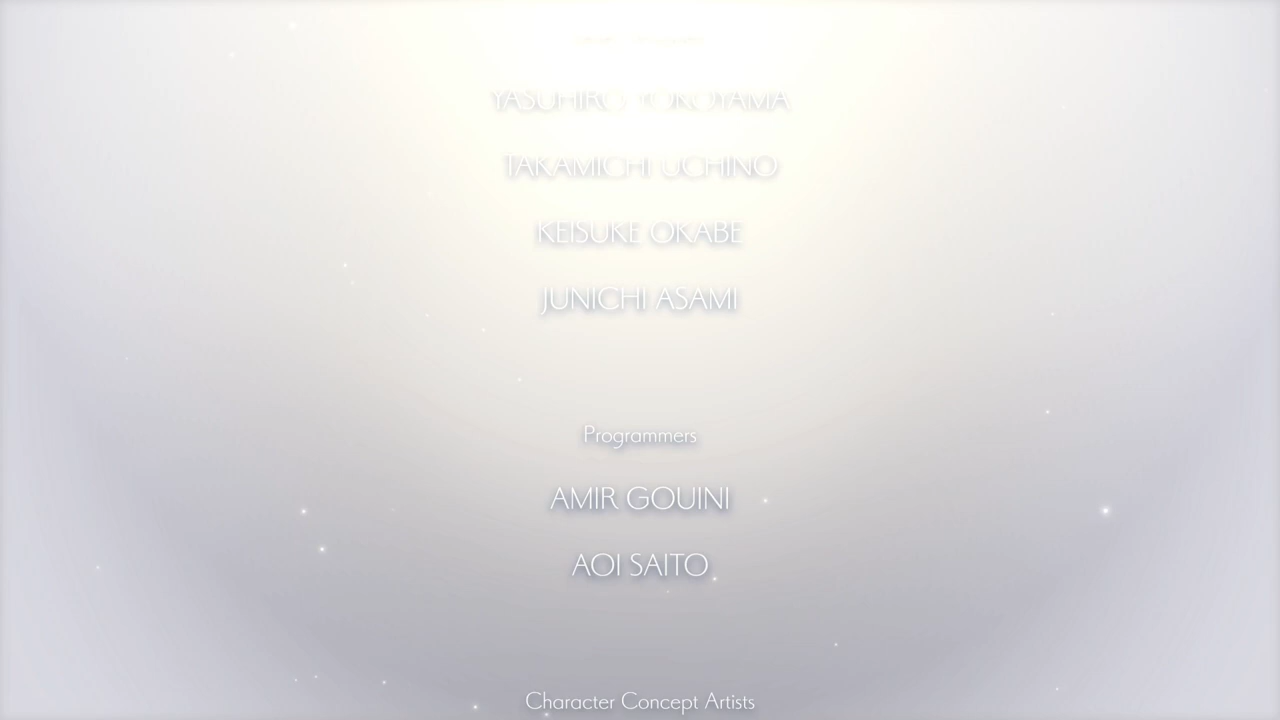 YASUHIRO YOKOYAMA
TAKAMICHI UCHINO
KEISUKE OKABE
JUNICHI ASAMI
Programmers
AMIR GOUINI
AOI SAITO
Character Concept Artists